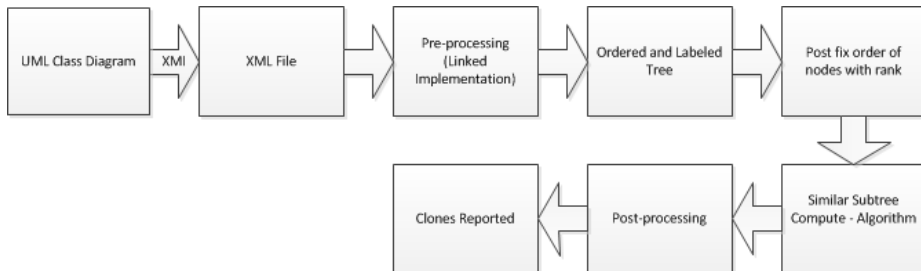 UML Class Diagram
XMI
XML File
Pre-processing
(Linked
Implementation)
Ordered and Labeled
Tree
Post fix order of
nodes with rank
Similar Subtree
Compute - Algorithm
Post-processing
Clones Reported